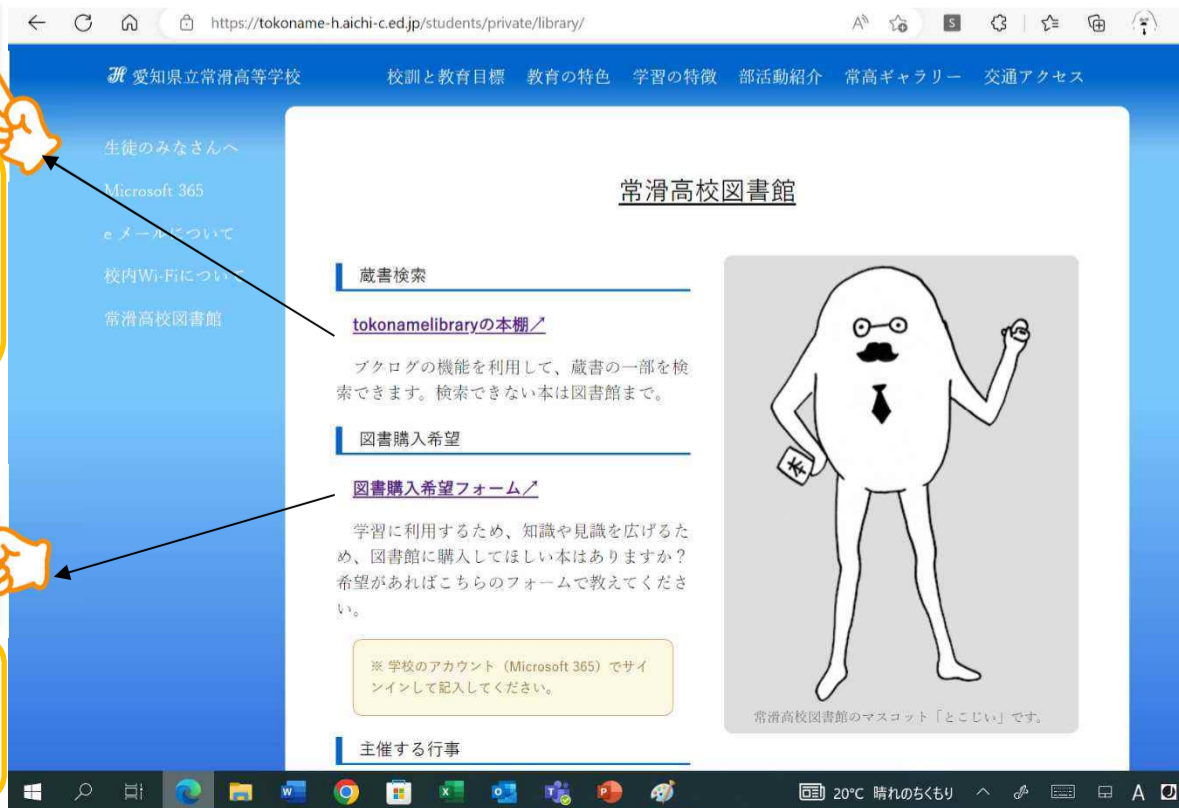 https://tokoname-h.aichi-c.ed.jp/students/private/library/
愛知県立常滑高等学校 校訓と教育目標 教育の特色 学習の特徴 部活動紹介 常高ギャラリー 交通アクセス
生徒のみなさんへ
Microsoft 365
eメールについて
校内Wi-Fiについて
常滑高校図書館
常滑高校図書館
蔵書検索
tokonamelibraryの本棚↗
ブクログの機能を利用して、蔵書の一部を検
索できます。検索できない本は図書館まで。
図書購入希望
図書購入希望フォーム↗
学習に利用するため、知識や見識を広げるた
め、図書館に購入してほしい本はありますか？
希望があればこちらのフォームで教えてくださ
い。
※ 学校のアカウント（Microsoft 365）でサイ
ンインして記入してください。
主催する行事
本
常滑高校図書館のマスコット「とこじい」です。
20°C 晴れのちくもり
A